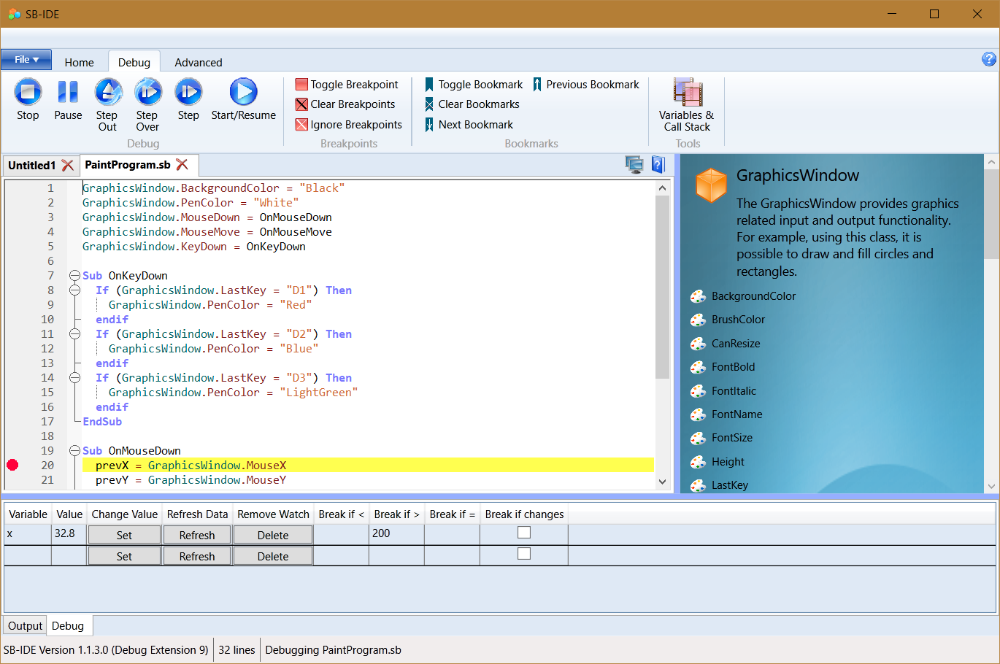 SB-IDE
File
Home
Debug
Advanced
Stop
Pause
Step Out
Step Over
Step
Start/Resume
Debug
Toggle Breakpoint
Clear Breakpoints
Ignore Breakpoints
Breakpoints
Toggle Bookmark
Previous Bookmark
Clear Bookmarks
Next Bookmark
Bookmarks
Variables & Call Stack
Tools
Untitled1
PaintProgram.sb
1 GraphicsWindow.BackgroundColor = "Black"
2 GraphicsWindow.PenColor = "White"
3 GraphicsWindow.MouseDown = OnMouseDown
4 GraphicsWindow.MouseMove = OnMouseMove
5 GraphicsWindow.KeyDown = OnKeyDown
6
7 Sub OnKeyDown
8 If (GraphicsWindow.LastKey = "D1") Then
9 GraphicsWindow.PenColor = "Red"
10 endif
11 If (GraphicsWindow.LastKey = "D2") Then
12 GraphicsWindow.PenColor = "Blue"
13 endif
14 If (GraphicsWindow.LastKey = "D3") Then
15 GraphicsWindow.PenColor = "LightGreen"
16 endif
17 EndSub
18
19 Sub OnMouseDown
20 prevX = GraphicsWindow.MouseX
21 prevY = GraphicsWindow.MouseY
GraphicsWindow
The GraphicsWindow provides graphics
related input and output functionality.
For example, using this class, it is
possible to draw and fill circles and
rectangles.
BackgroundColor
BrushColor
CanResize
FontBold
FontItalic
FontName
FontSize
Height
LastKey
Variable Value Change Value Refresh Data Remove Watch Break if < Break if > Break if = Break if changes
x 32.8 Set Refresh Delete 200
Set Refresh Delete
Output Debug
SB-IDE Version 1.1.3.0 (Debug Extension 9) 32 lines Debugging PaintProgram.sb